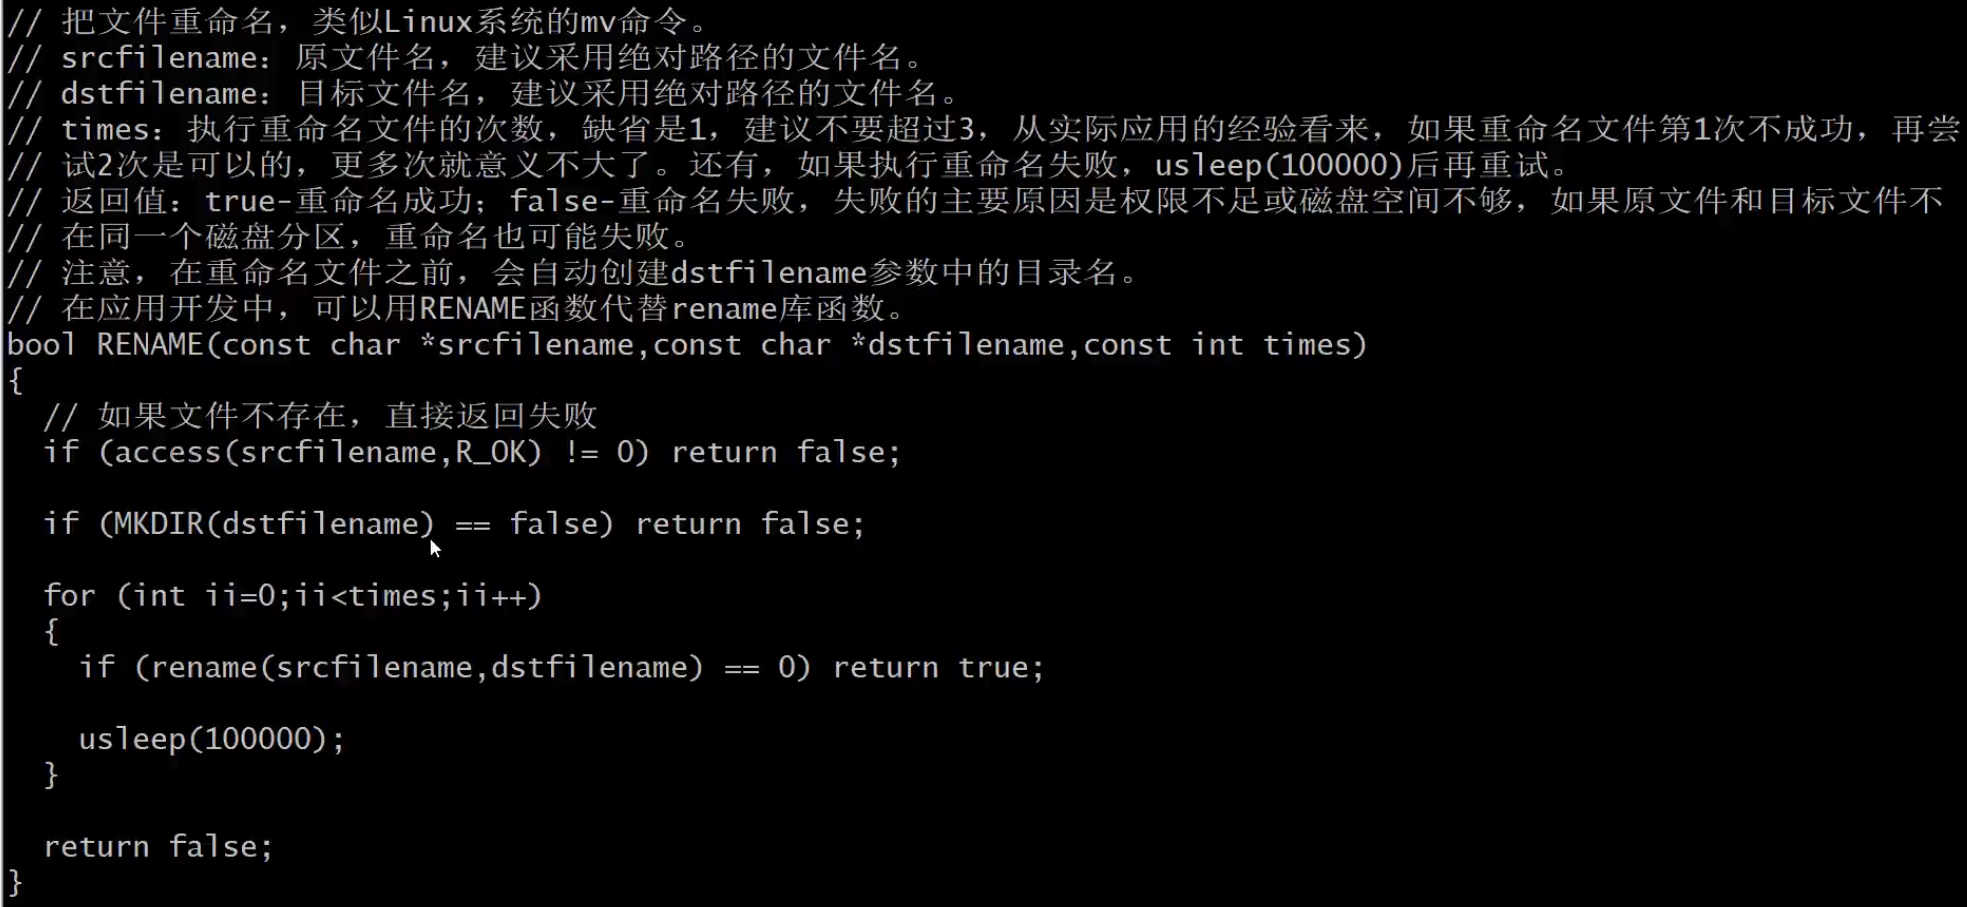 // 把文件重命名，类似Linux系统的mv命令。
// srcfilename：原文件名，建议采用绝对路径的文件名。
// dstfilename：目标文件名，建议采用绝对路径的文件名。
// times：执行重命名文件的次数，缺省是1，建议不要超过3，从实际应用的经验看来，如果重命名文件第1次不成功，再尝
// 试2次是可以的，更多次就意义不大了。还有，如果执行重命名失败，usleep(100000)后再重试。
// 返回值：true-重命名成功；false-重命名失败，失败的主要原因是权限不足或磁盘空间不够，如果原文件和目标文件不
// 在同一个磁盘分区，重命名也可能失败。
// 注意，在重命名文件之前，会自动创建dstfilename参数中的目录名。
// 在应用开发中，可以用RENAME函数代替rename库函数。
bool RENAME(const char *srcfilename,const char *dstfilename,const int times)
{
  // 如果文件不存在，直接返回失败
  if (access(srcfilename,R_OK) != 0) return false;
  if (MKDIR(dstfilename) == false) return false;
  for (int ii=0;ii<times;ii++)
  {
    if (rename(srcfilename,dstfilename) == 0) return true;
    usleep(100000);
  }
  return false;
}